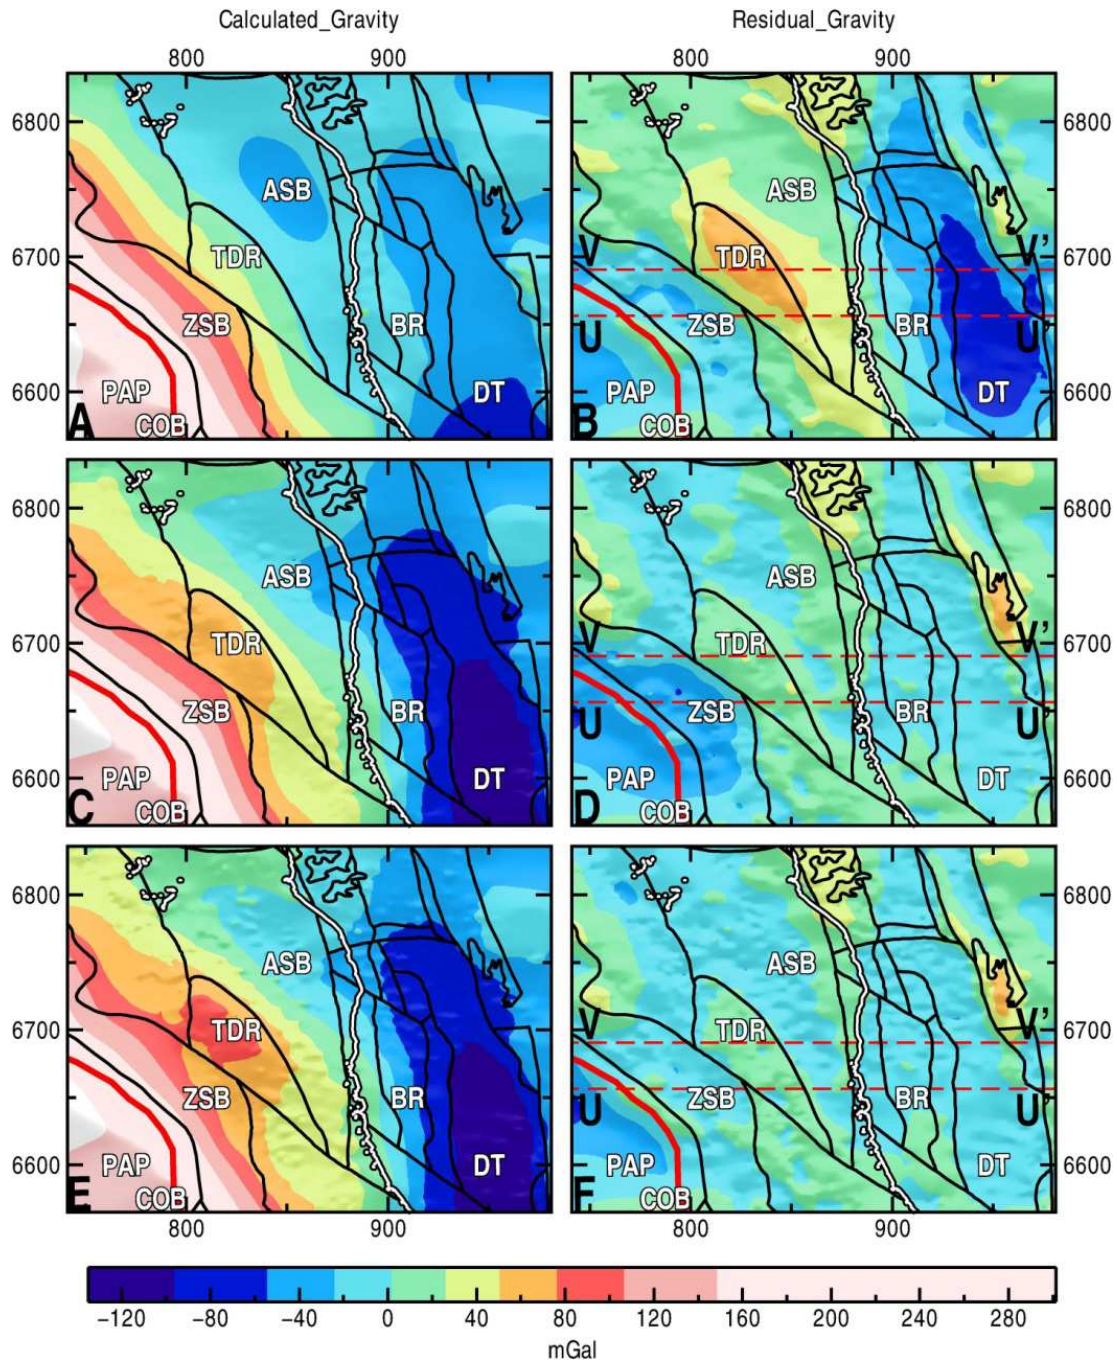 Calculated_Gravity Residual_Gravity
800 900 800 900
6800 6800
ASB ASB
6700 TDR TDR V V' 6700
ZSB BR ZSB BR U U'
6600 PAP DT PAP DT 6600
A COB B COB
6800 6800
ASB ASB
6700 TDR TDR V V' 6700
ZSB BR ZSB BR U U'
6600 PAP DT PAP DT 6600
C COB D COB
6800 6800
ASB ASB
6700 TDR TDR V V' 6700
ZSB BR ZSB BR U U'
6600 PAP DT PAP DT 6600
E COB F COB
800 900 800 900
−120 −80 −40 0 40 80 120 160 200 240 280
mGal